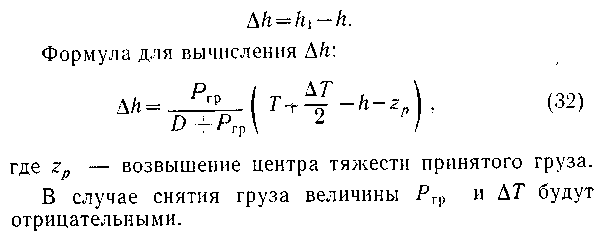 Δh=h₁−h.
Формула для вычисления Δh:
Δh = P_гр / (D + P_гр) ( T + ΔT / 2 − h − z_p ) , (32)
где z_p — возвышение центра тяжести принятого груза.
В случае снятия груза величины P_гр и ΔT будут
отрицательными.